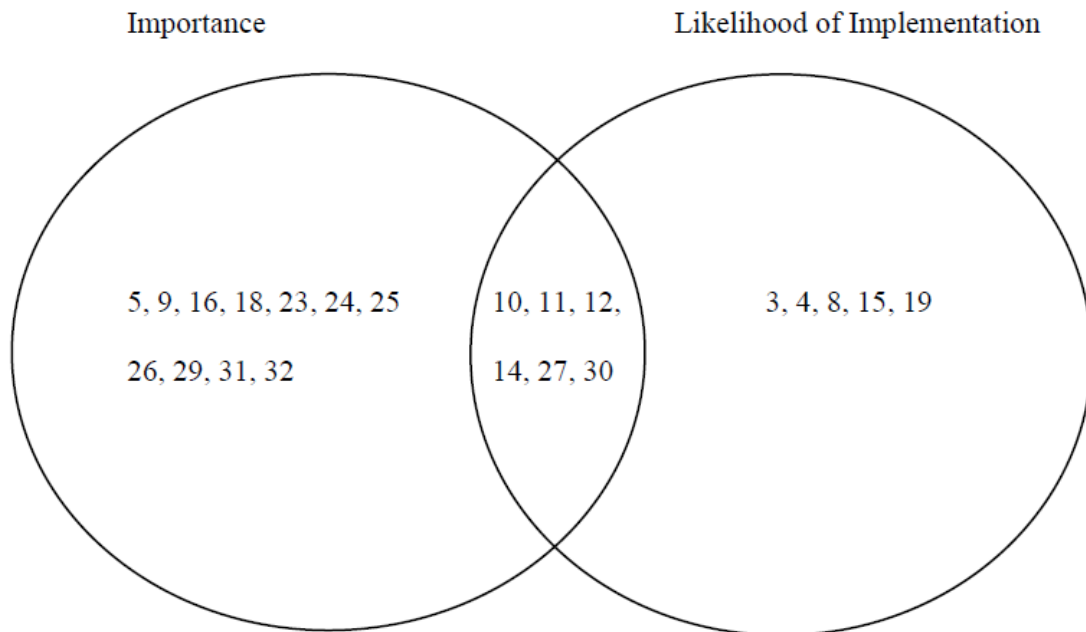 Importance
Likelihood of Implementation
5, 9, 16, 18, 23, 24, 25
10, 11, 12,
3, 4, 8, 15, 19
26, 29, 31, 32
14, 27, 30